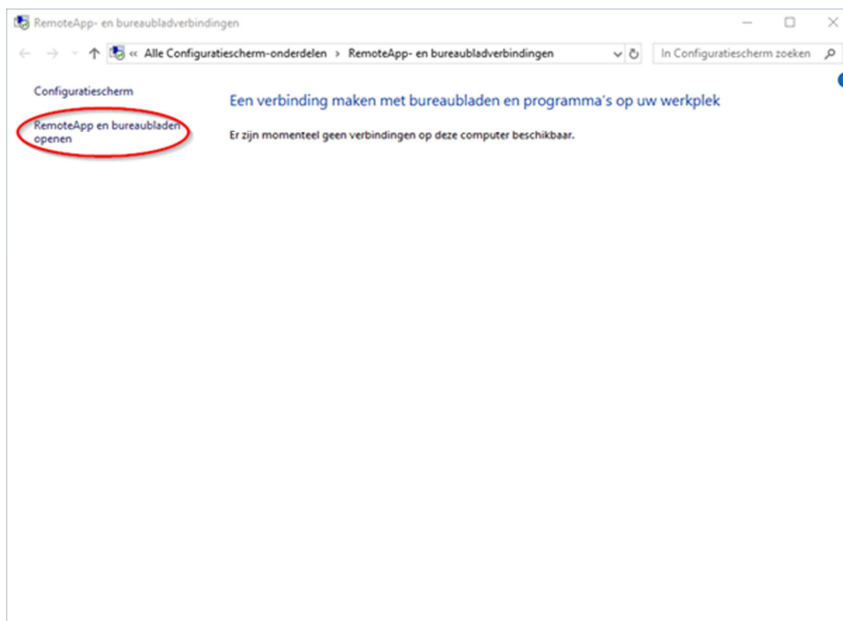 RemoteApp- en bureaubladverbindingen
« Alle Configuratiescherm-onderdelen > RemoteApp- en bureaubladverbindingen
In Configuratiescherm zoeken
Configuratiescherm
RemoteApp en bureaubladen
openen
Een verbinding maken met bureaubladen en programma's op uw werkplek
Er zijn momenteel geen verbindingen op deze computer beschikbaar.